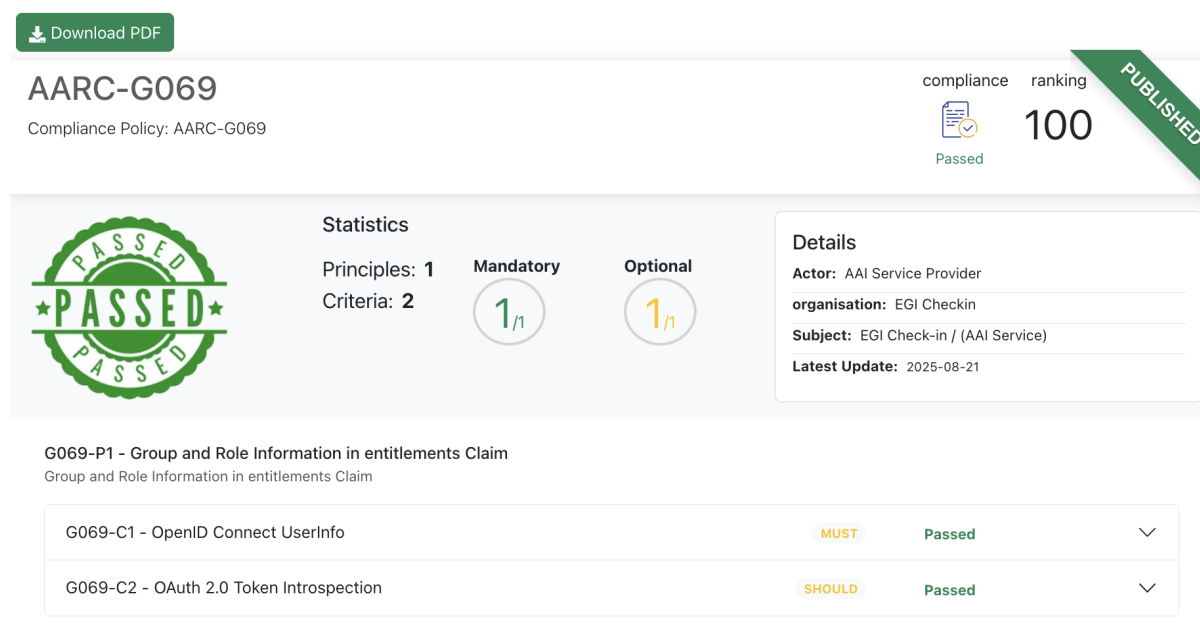 Download PDF
AARC-G069
Compliance Policy: AARC-G069
compliance
Passed
ranking
100
PUBLISHED
PASSED
PASSED
PASSED
Statistics
Principles: 1
Criteria: 2
Mandatory
1/1
Optional
1/1
Details
Actor: AAI Service Provider
organisation: EGI Checkin
Subject: EGI Check-in / (AAI Service)
Latest Update: 2025-08-21
G069-P1 - Group and Role Information in entitlements Claim
Group and Role Information in entitlements Claim
G069-C1 - OpenID Connect UserInfo MUST Passed
G069-C2 - OAuth 2.0 Token Introspection SHOULD Passed